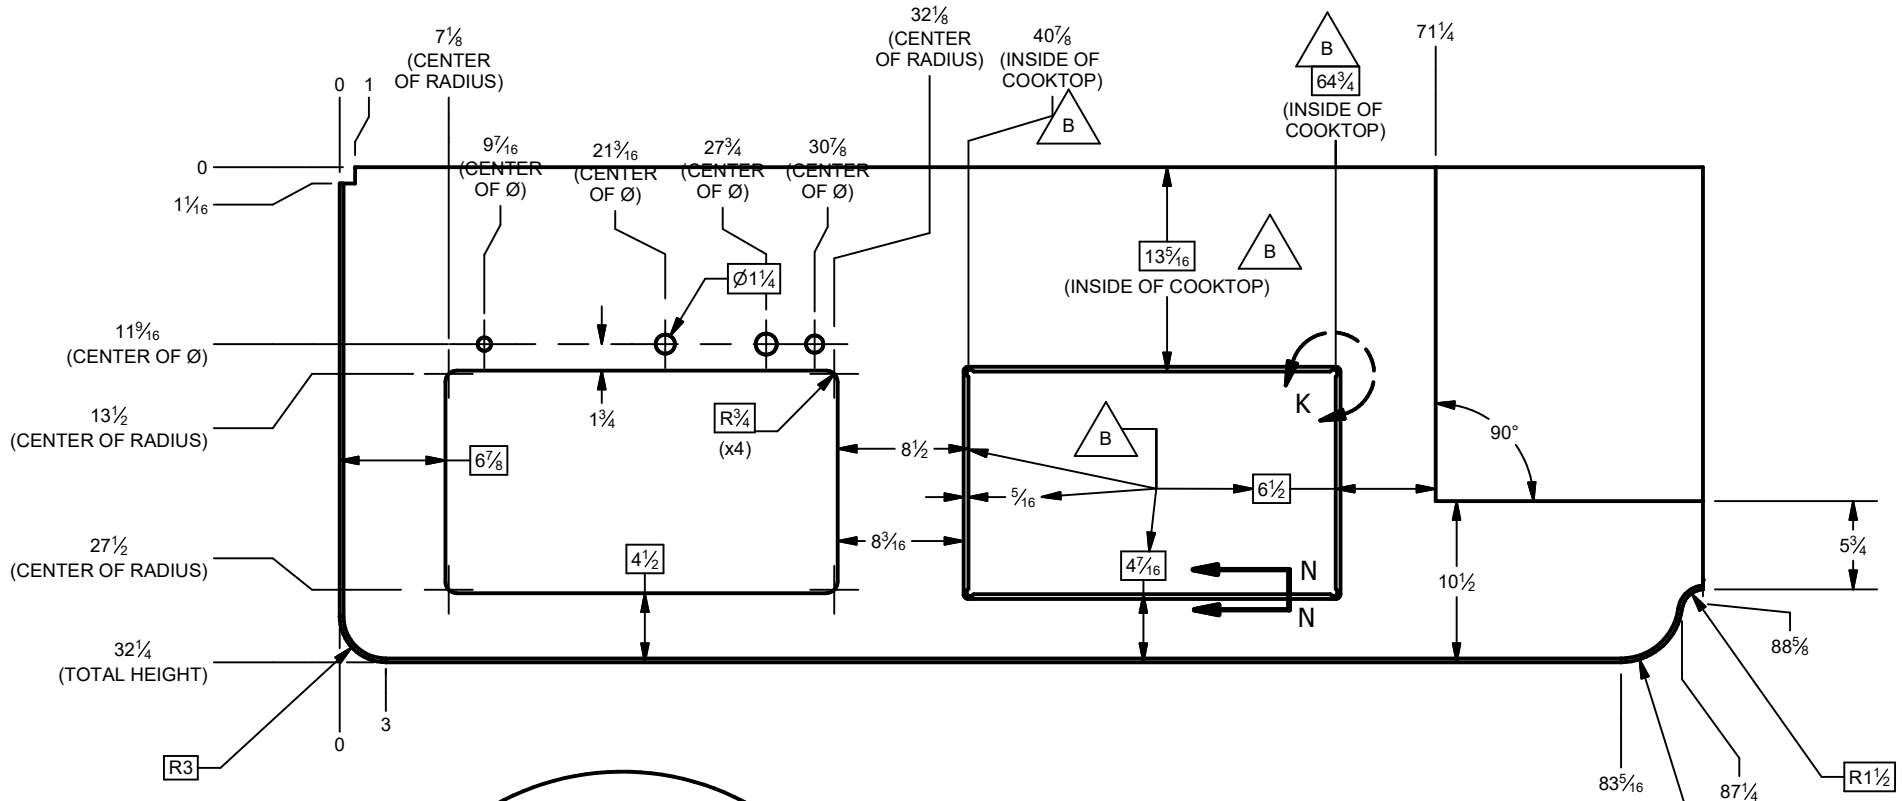 32⅛
(CENTER
OF RADIUS)
7⅛
(CENTER
OF RADIUS)
40⅞
(INSIDE OF
COOKTOP)
B
B
64¾
(INSIDE OF
COOKTOP)
71¼
0
1
9⁷⁄₁₆
(CENTER
OF Ø)
21³⁄₁₆
(CENTER
OF Ø)
27¾
(CENTER
OF Ø)
30⅞
(CENTER
OF Ø)
0
1¹⁄₁₆
13⁵⁄₁₆
(INSIDE OF COOKTOP)
B
Ø1¼
11⁹⁄₁₆
(CENTER OF Ø)
13½
(CENTER OF RADIUS)
1¾
R¾
(x4)
K
90°
B
6⅞
8½
⁵⁄₁₆
6½
27½
(CENTER OF RADIUS)
4½
8³⁄₁₆
4⁷⁄₁₆
N
N
10½
5¾
32¼
(TOTAL HEIGHT)
88⅝
3
0
R3
83⁵⁄₁₆
87¼
R1½